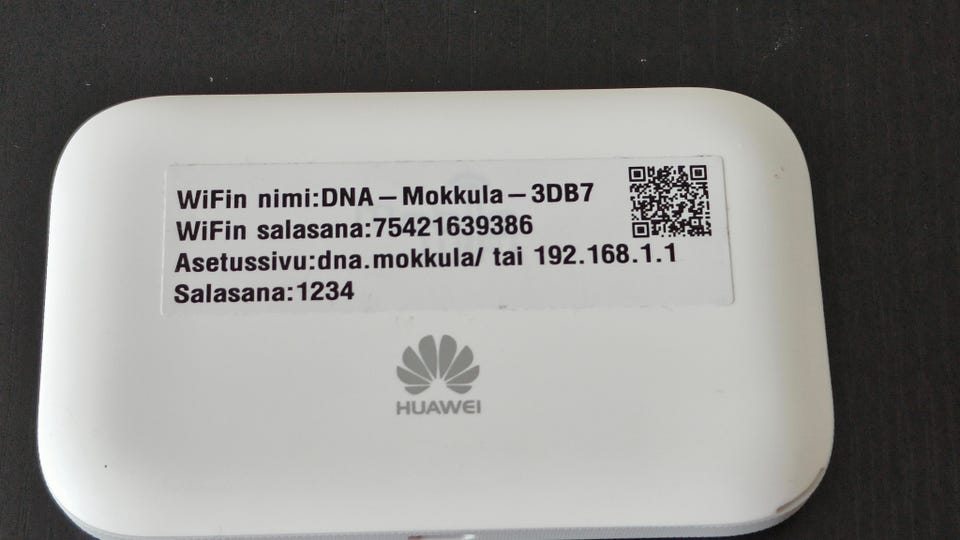 WiFin nimi:DNA–Mokkula–3DB7
WiFin salasana:75421639386
Asetussivu:dna.mokkula/ tai 192.168.1.1
Salasana:1234
HUAWEI